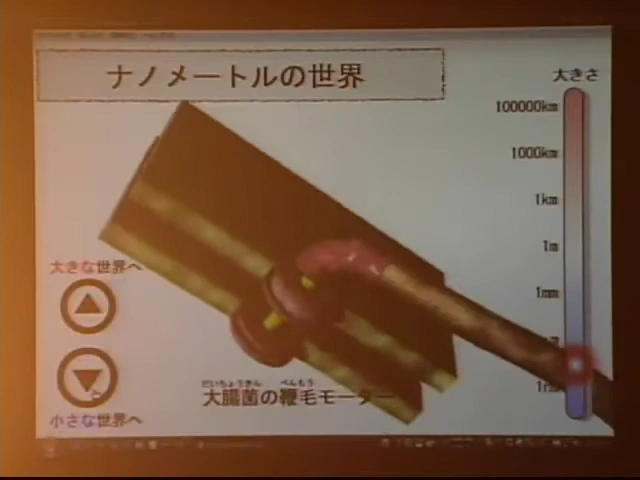 ナノメートルの世界
大きさ
100000km
1000km
1km
1m
1mm
大きな世界へ
小さな世界へ
だいちょうきん べんもう
大腸菌の鞭毛モーター